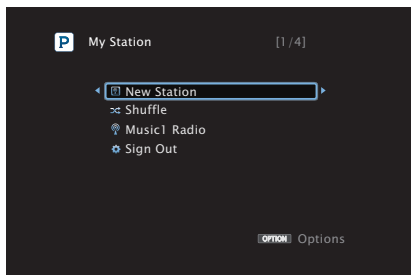 P My Station [1/4]
New Station
Shuffle
Music1 Radio
Sign Out
OPTION Options